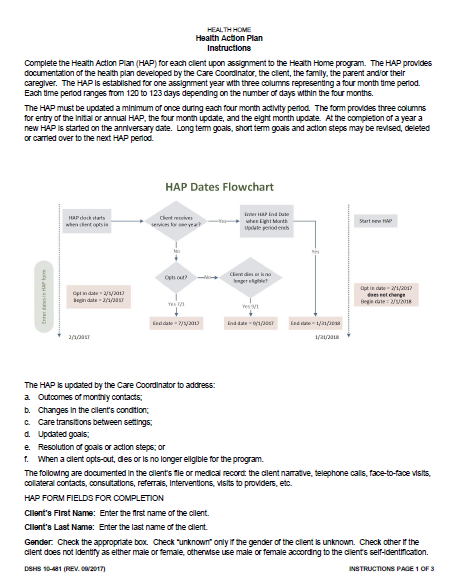 HEALTH HOME
Health Action Plan
Instructions
Complete the Health Action Plan (HAP) for each client upon assignment to the Health Home program. The HAP provides
documentation of the health plan developed by the Care Coordinator, the client, the family, the parent and/or their
caregiver. The HAP is established for one assignment year with three columns representing a four month time period.
Each time period ranges from 120 to 123 days depending on the number of days within the four months.
The HAP must be updated a minimum of once during each four month activity period. The form provides three columns
for entry of the initial or annual HAP, the four month update, and the eight month update. At the completion of a year a
new HAP is started on the anniversary date. Long term goals, short term goals and action steps may be revised, deleted
or carried over to the next HAP period.
HAP Dates Flowchart
HAP clock starts
when client opts in
Client receives
services for one year?
Yes
Enter HAP End Date
when Eight Month
Update period ends
Start new HAP
No
Yes
Enter dates in HAP form
Opts out?
No
Client dies or is no
longer eligible?
Opt in date = 2/1/2017
Begin date = 2/1/2017
Opt in date = 2/1/2017
does not change
Begin date = 2/1/2018
Yes 7/1
Yes 9/1
End date = 7/1/2017
End date = 9/1/2017
End date = 1/31/2018
2/1/2017
1/31/2018
The HAP is updated by the Care Coordinator to address:
a. Outcomes of monthly contacts;
b. Changes in the client's condition;
c. Care transitions between settings;
d. Updated goals;
e. Resolution of goals or action steps; or
f. When a client opts-out, dies or is no longer eligible for the program.
The following are documented in the client's file or medical record: the client narrative, telephone calls, face-to-face visits,
collateral contacts, consultations, referrals, interventions, visits to providers, etc.
HAP FORM FIELDS FOR COMPLETION
Client's First Name: Enter the first name of the client.
Client's Last Name: Enter the last name of the client.
Gender: Check the appropriate box. Check "unknown" only if the gender of the client is unknown. Check other if the
client does not identify as either male or female, otherwise use male or female according to the client's self-identification.
DSHS 10-481 (REV. 09/2017)
INSTRUCTIONS PAGE 1 OF 3